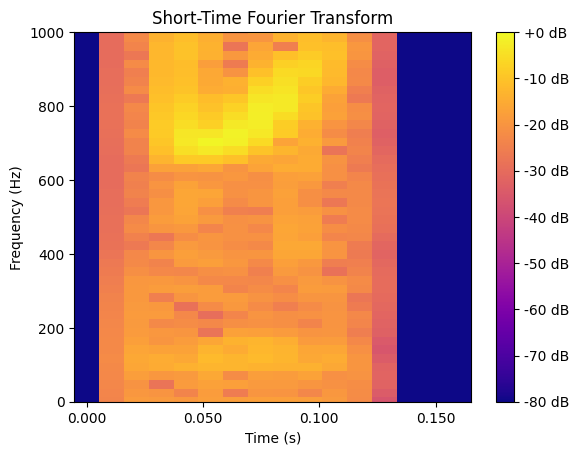 Short-Time Fourier Transform
1000
800
600
400
200
0
Frequency (Hz)
0.000
0.050
0.100
0.150
Time (s)
+0 dB
-10 dB
-20 dB
-30 dB
-40 dB
-50 dB
-60 dB
-70 dB
-80 dB